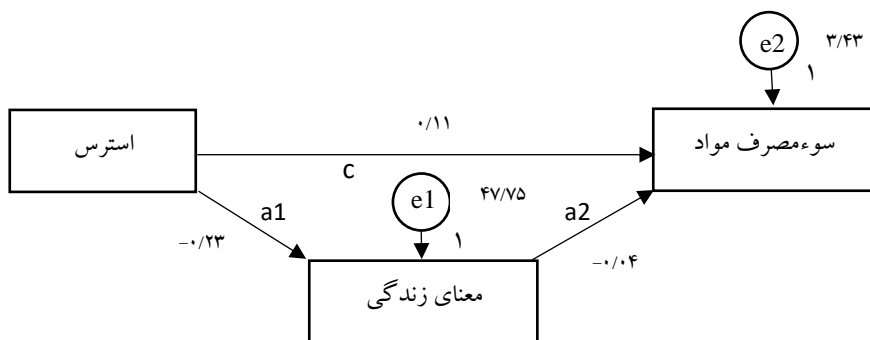 e2
۳/۴۳
۱
۰/۱۱
استرس
سوءمصرف مواد
c
e1
۴۷/۷۵
a1
a2
۱
−۰/۲۳
−۰/۰۴
معنای زندگی